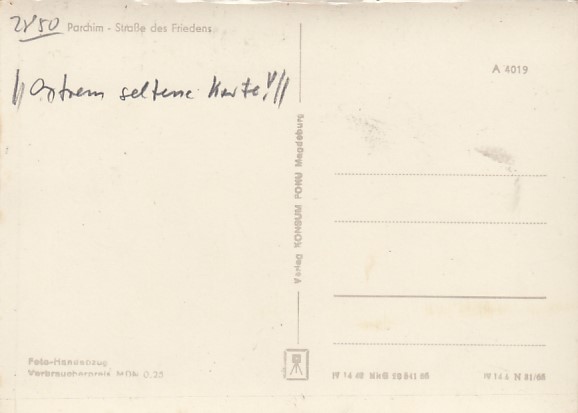 2850 Parchim - Straße des Friedens
A 4019
// Extrem seltene Karte! //
Verlag KONSUM FOKU Magdeburg
Foto-Handabzug
Verbraucherpreis MDN 0,25
IV 14 6 N 81/66